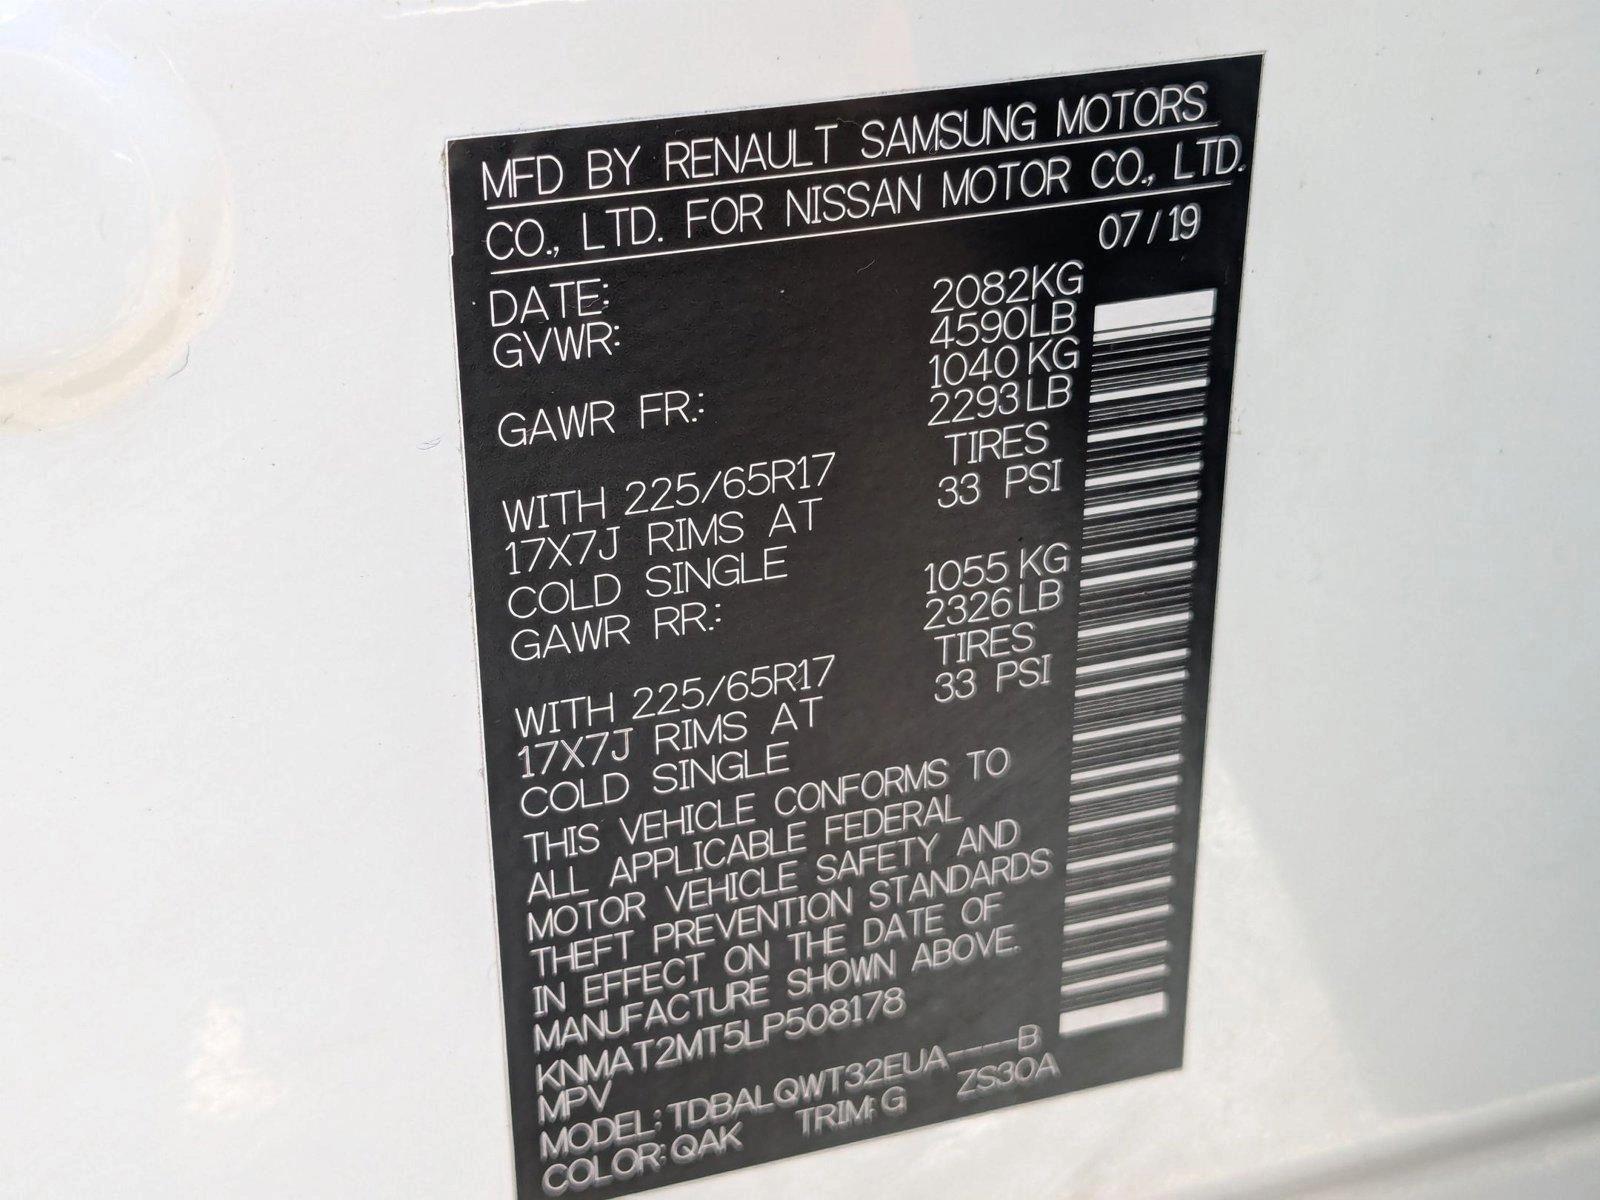 MFD BY RENAULT SAMSUNG MOTORS
CO., LTD. FOR NISSAN MOTOR CO., LTD.
DATE: 07/19
GVWR: 2082KG
4590LB
GAWR FR.: 1040 KG
2293 LB
WITH 225/65R17 TIRES
17X7J RIMS AT 33 PSI
COLD SINGLE
GAWR RR.: 1055 KG
2326 LB
WITH 225/65R17 TIRES
17X7J RIMS AT 33 PSI
COLD SINGLE
THIS VEHICLE CONFORMS TO
ALL APPLICABLE FEDERAL
MOTOR VEHICLE SAFETY AND
THEFT PREVENTION STANDARDS
IN EFFECT ON THE DATE OF
MANUFACTURE SHOWN ABOVE.
KNMAT2MT5LP508178
MPV
MODEL: TDBALQWT32EUA----B
COLOR: QAK TRIM: G ZS30A